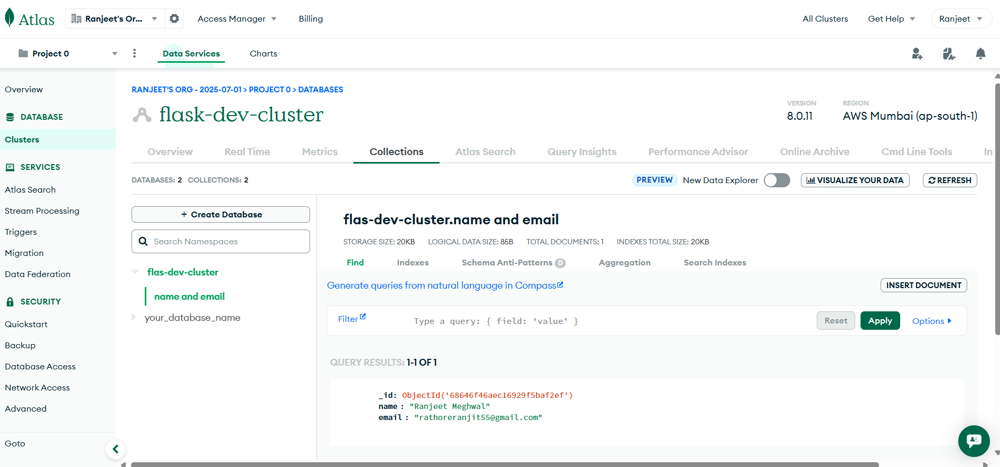 Atlas
Ranjeet's Or...
Access Manager
Billing
All Clusters
Get Help
Ranjeet
Project 0
Data Services
Charts
Overview
DATABASE
Clusters
SERVICES
Atlas Search
Stream Processing
Triggers
Migration
Data Federation
SECURITY
Quickstart
Backup
Database Access
Network Access
Advanced
Goto
RANJEET'S ORG - 2025-07-01 > PROJECT 0 > DATABASES
flask-dev-cluster
VERSION
8.0.11
REGION
AWS Mumbai (ap-south-1)
Overview Real Time Metrics Collections Atlas Search Query Insights Performance Advisor Online Archive Cmd Line Tools In
DATABASES: 2 COLLECTIONS: 2
PREVIEW New Data Explorer VISUALIZE YOUR DATA REFRESH
+ Create Database
Search Namespaces
flas-dev-cluster
name and email
your_database_name
flas-dev-cluster.name and email
STORAGE SIZE: 20KB LOGICAL DATA SIZE: 85B TOTAL DOCUMENTS: 1 INDEXES TOTAL SIZE: 20KB
Find Indexes Schema Anti-Patterns 0 Aggregation Search Indexes
Generate queries from natural language in Compass
INSERT DOCUMENT
Filter Type a query: { field: 'value' } Reset Apply Options
QUERY RESULTS: 1-1 OF 1
_id: ObjectId('68646f46aec16929f5baf2ef')
name : "Ranjeet Meghwal"
email : "rathoreranjit55@gmail.com"